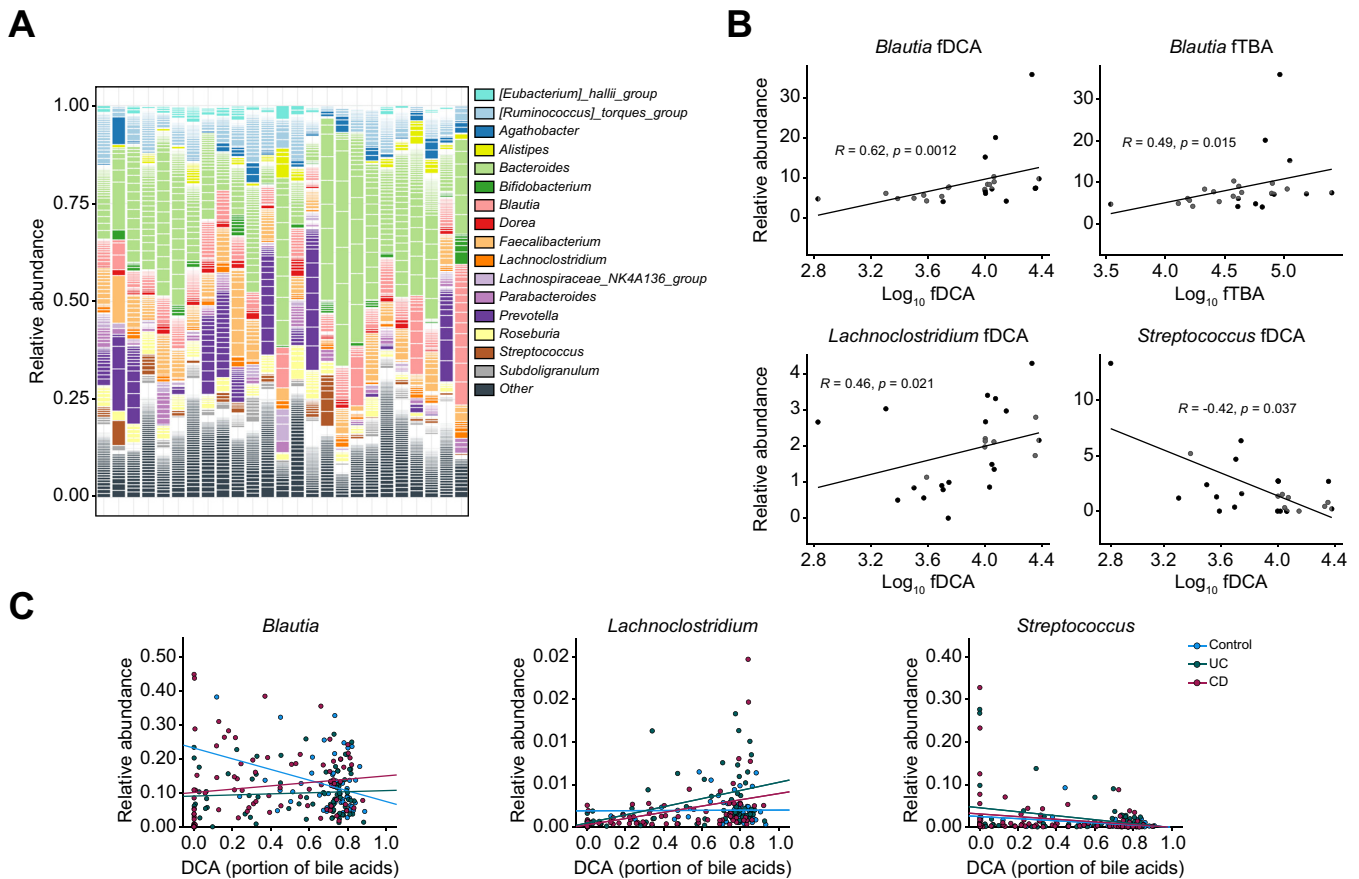 A
1.00
0.75
0.50
0.25
0.00
Relative abundance
[Eubacterium]_hallii_group
[Ruminococcus]_torques_group
Agathobacter
Alistipes
Bacteroides
Bifidobacterium
Blautia
Dorea
Faecalibacterium
Lachnoclostridium
Lachnospiraceae_NK4A136_group
Parabacteroides
Prevotella
Roseburia
Streptococcus
Subdoligranulum
Other
B
Blautia fDCA
Relative abundance
30
20
10
0
R = 0.62, p = 0.0012
2.8 3.2 3.6 4.0 4.4
Log10 fDCA
Blautia fTBA
30
20
10
0
R = 0.49, p = 0.015
3.5 4.0 4.5 5.0
Log10 fTBA
Lachnoclostridium fDCA
Relative abundance
4
3
2
1
0
R = 0.46, p = 0.021
2.8 3.2 3.6 4.0 4.4
Log10 fDCA
Streptococcus fDCA
10
5
0
R = -0.42, p = 0.037
2.8 3.2 3.6 4.0 4.4
Log10 fDCA
C
Blautia
Relative abundance
0.50
0.40
0.30
0.20
0.10
0.00
0.0 0.2 0.4 0.6 0.8 1.0
DCA (portion of bile acids)
Lachnoclostridium
Relative abundance
0.02
0.02
0.01
0.01
0.00
0.0 0.2 0.4 0.6 0.8 1.0
DCA (portion of bile acids)
Streptococcus
Relative abundance
0.40
0.30
0.20
0.10
0.00
0.0 0.2 0.4 0.6 0.8 1.0
DCA (portion of bile acids)
Control
UC
CD